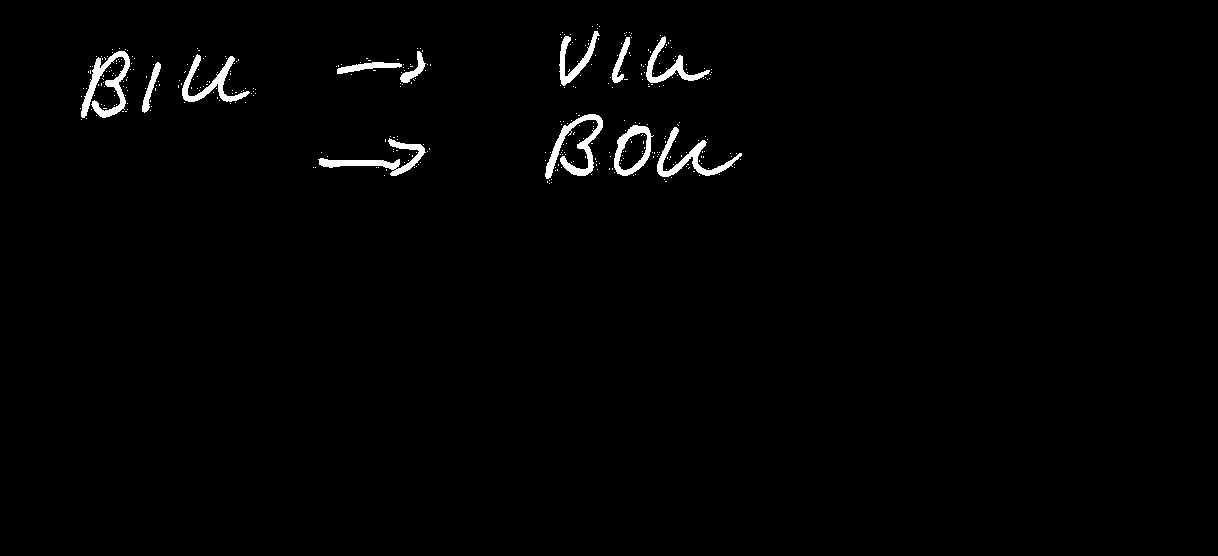 BIU → VIU
→ BOU